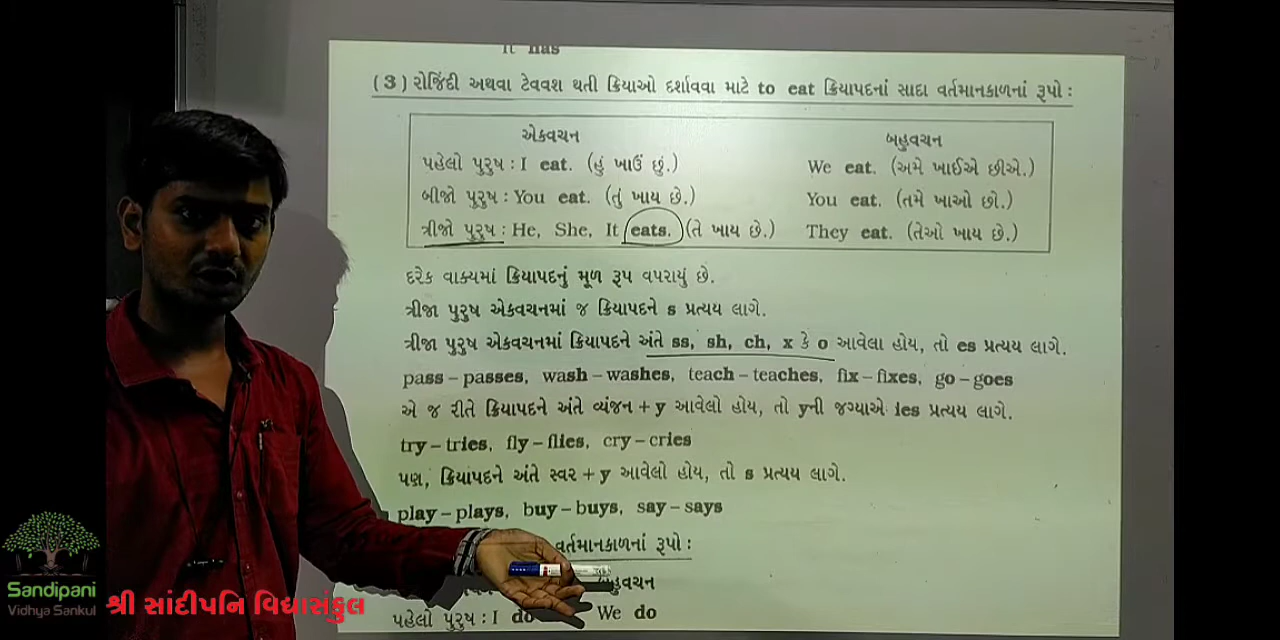 It has
(3) રોજિંદી અથવા ટેવવશ થતી ક્રિયાઓ દર્શાવવા માટે to eat ક્રિયાપદનાં સાદા વર્તમાનકાળનાં રૂપો :
એકવચન બહુવચન
પહેલો પુરુષ : I eat. (હું ખાઉં છું.) We eat. (અમે ખાઈએ છીએ.)
બીજો પુરુષ : You eat. (તું ખાય છે.) You eat. (તમે ખાઓ છો.)
ત્રીજો પુરુષ : He, She, It eats. (તે ખાય છે.) They eat. (તેઓ ખાય છે.)
દરેક વાક્યમાં ક્રિયાપદનું મૂળ રૂપ વપરાયું છે.
ત્રીજા પુરુષ એકવચનમાં જ ક્રિયાપદને s પ્રત્યય લાગે.
ત્રીજા પુરુષ એકવચનમાં ક્રિયાપદને અંતે ss, sh, ch, x કે o આવેલા હોય, તો es પ્રત્યય લાગે.
pass – passes, wash – washes, teach – teaches, fix – fixes, go – goes
એ જ રીતે ક્રિયાપદને અંતે વ્યંજન + y આવેલો હોય, તો yની જગ્યાએ ies પ્રત્યય લાગે.
try – tries, fly – flies, cry – cries
પણ, ક્રિયાપદને અંતે સ્વર + y આવેલો હોય, તો s પ્રત્યય લાગે.
play – plays, buy – buys, say – says
વર્તમાનકાળનાં રૂપો :
બહુવચન
પહેલો પુરુષ : I do We do
Sandipani
Vidhya Sankul
શ્રી સાંદીપનિ વિદ્યાસંકુલ